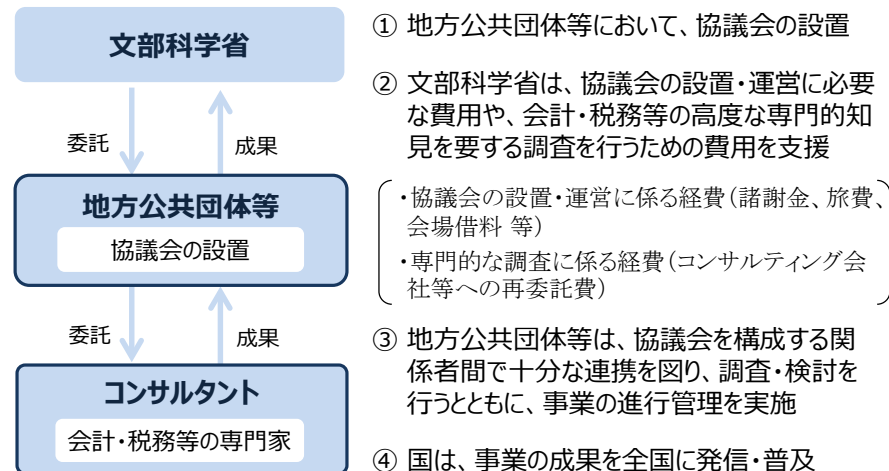 文部科学省
委託
成果
地方公共団体等
協議会の設置
委託
成果
コンサルタント
会計・税務等の専門家
① 地方公共団体等において、協議会の設置
② 文部科学省は、協議会の設置・運営に必要
な費用や、会計・税務等の高度な専門的知
見を要する調査を行うための費用を支援
・協議会の設置・運営に係る経費（諸謝金、旅費、
会場借料 等）
・専門的な調査に係る経費（コンサルティング会
社等への再委託費）
③ 地方公共団体等は、協議会を構成する関
係者間で十分な連携を図り、調査・検討を
行うとともに、事業の進行管理を実施
④ 国は、事業の成果を全国に発信・普及